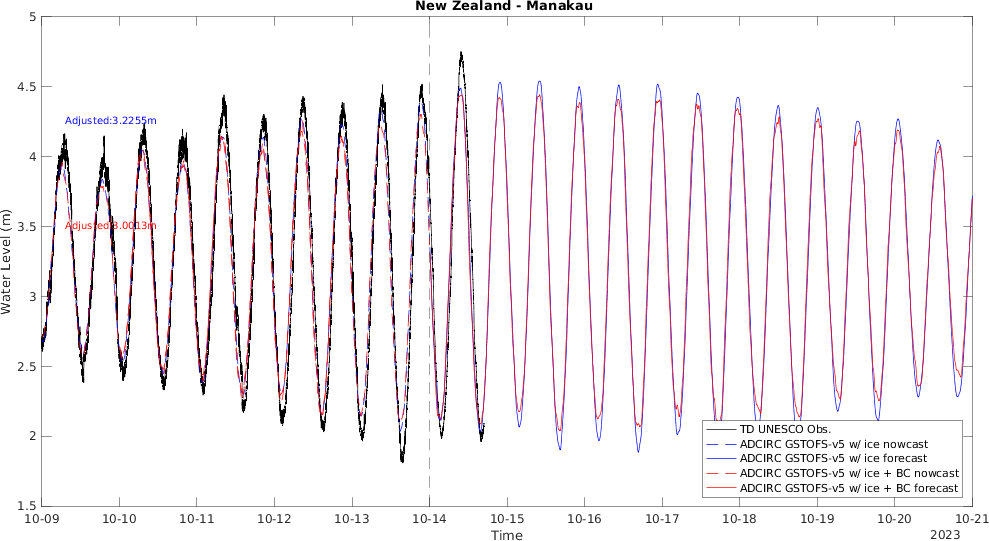 New Zealand - Manakau
5
4.5
4
3.5
3
2.5
2
1.5
Water Level (m)
Adjusted:3.2255m
Adjusted:3.0013m
TD UNESCO Obs.
ADCIRC GSTOFS-v5 w/ ice nowcast
ADCIRC GSTOFS-v5 w/ ice forecast
ADCIRC GSTOFS-v5 w/ ice + BC nowcast
ADCIRC GSTOFS-v5 w/ ice + BC forecast
10-09 10-10 10-11 10-12 10-13 10-14 10-15 10-16 10-17 10-18 10-19 10-20 10-21
Time
2023